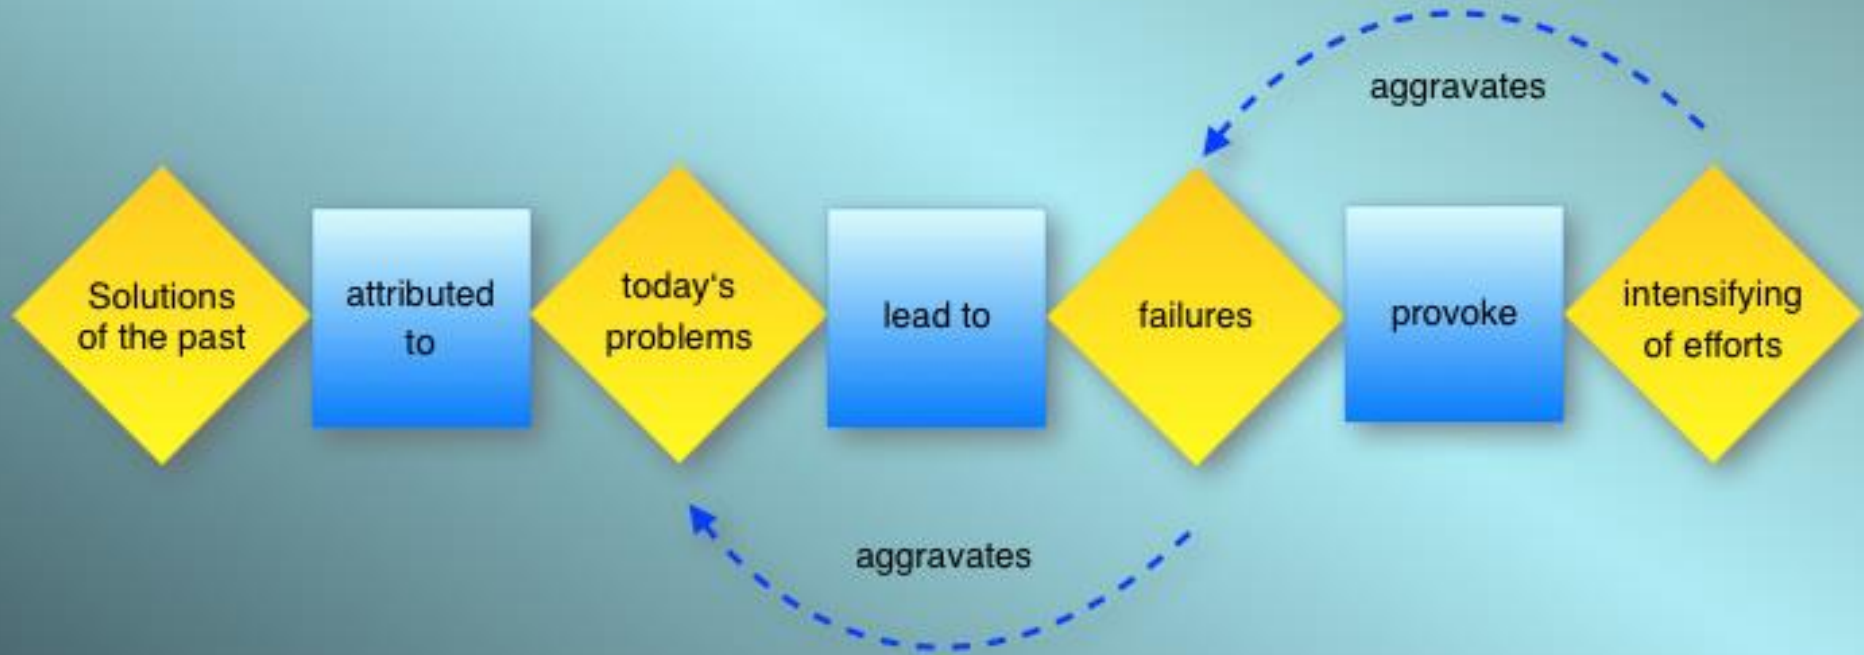 aggravates
Solutions
of the past
attributed
to
today's
problems
lead to
failures
provoke
intensifying
of efforts
aggravates